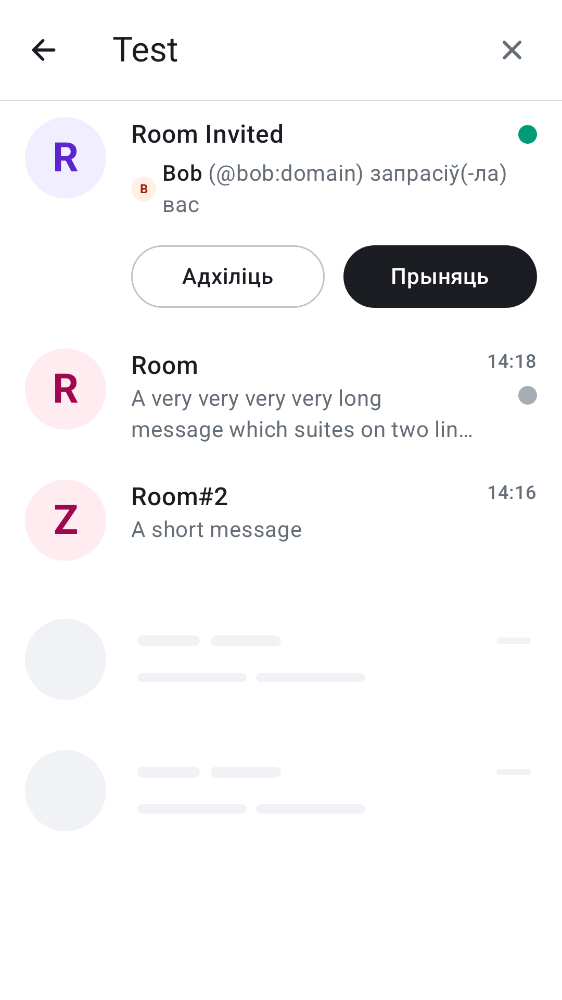 Test
R
Room Invited
B
Bob (@bob:domain) запрасіў(-ла)
вас
Адхіліць
Прыняць
R
Room
14:18
A very very very very long
message which suites on two lin…
Z
Room#2
14:16
A short message